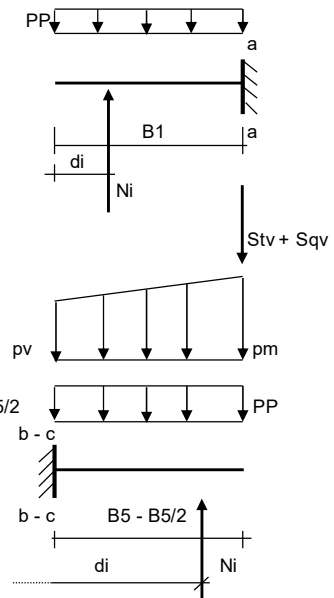 PP
a
B1
a
di
Ni
Stv + Sqv
pv
pm
5/2
PP
b - c
b - c
B5 - B5/2
di
Ni